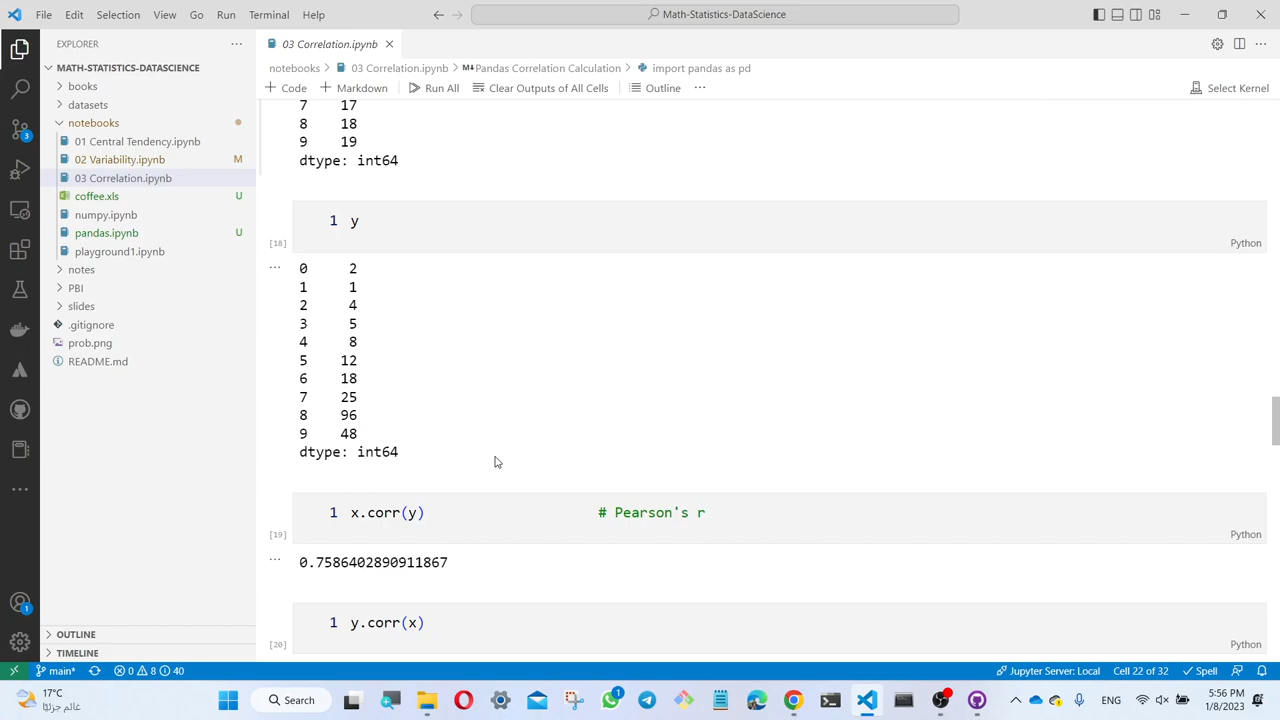 File Edit Selection View Go Run Terminal Help
Math-Statistics-DataScience
EXPLORER
MATH-STATISTICS-DATASCIENCE
books
datasets
notebooks
01 Central Tendency.ipynb
02 Variability.ipynb M
03 Correlation.ipynb
coffee.xls U
numpy.ipynb
pandas.ipynb U
playground1.ipynb
notes
PBI
slides
.gitignore
prob.png
README.md
OUTLINE
TIMELINE
03 Correlation.ipynb
notebooks > 03 Correlation.ipynb > M↓Pandas Correlation Calculation > import pandas as pd
+ Code + Markdown Run All Clear Outputs of All Cells Outline ... Select Kernel
7 17
8 18
9 19
dtype: int64
1 y
[18] Python
0 2
1 1
2 4
3 5
4 8
5 12
6 18
7 25
8 96
9 48
dtype: int64
1 x.corr(y) # Pearson's r
[19] Python
0.7586402890911867
1 y.corr(x)
[20] Python
3
1
main* 0 8 40 Jupyter Server: Local Cell 22 of 32 Spell
17°C
غائم جزئيًا
Search
1
ENG
5:56 PM
1/8/2023